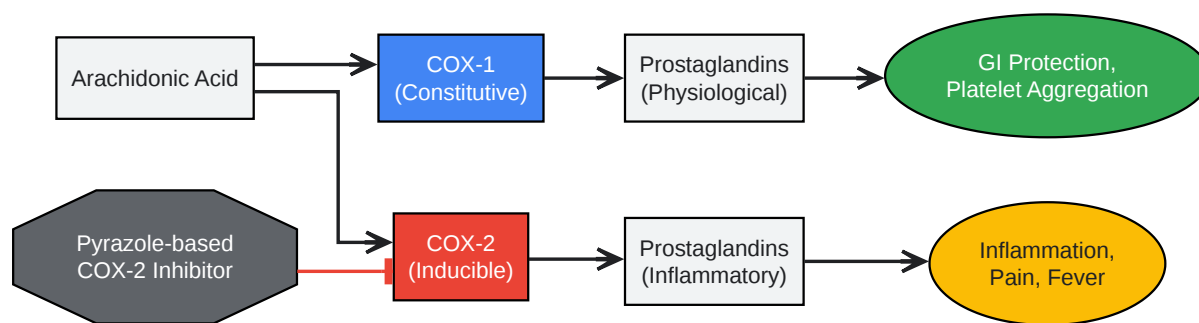 Arachidonic Acid
COX-1
(Constitutive)
Prostaglandins
(Physiological)
GI Protection,
Platelet Aggregation
Pyrazole-based
COX-2 Inhibitor
COX-2
(Inducible)
Prostaglandins
(Inflammatory)
Inflammation,
Pain, Fever